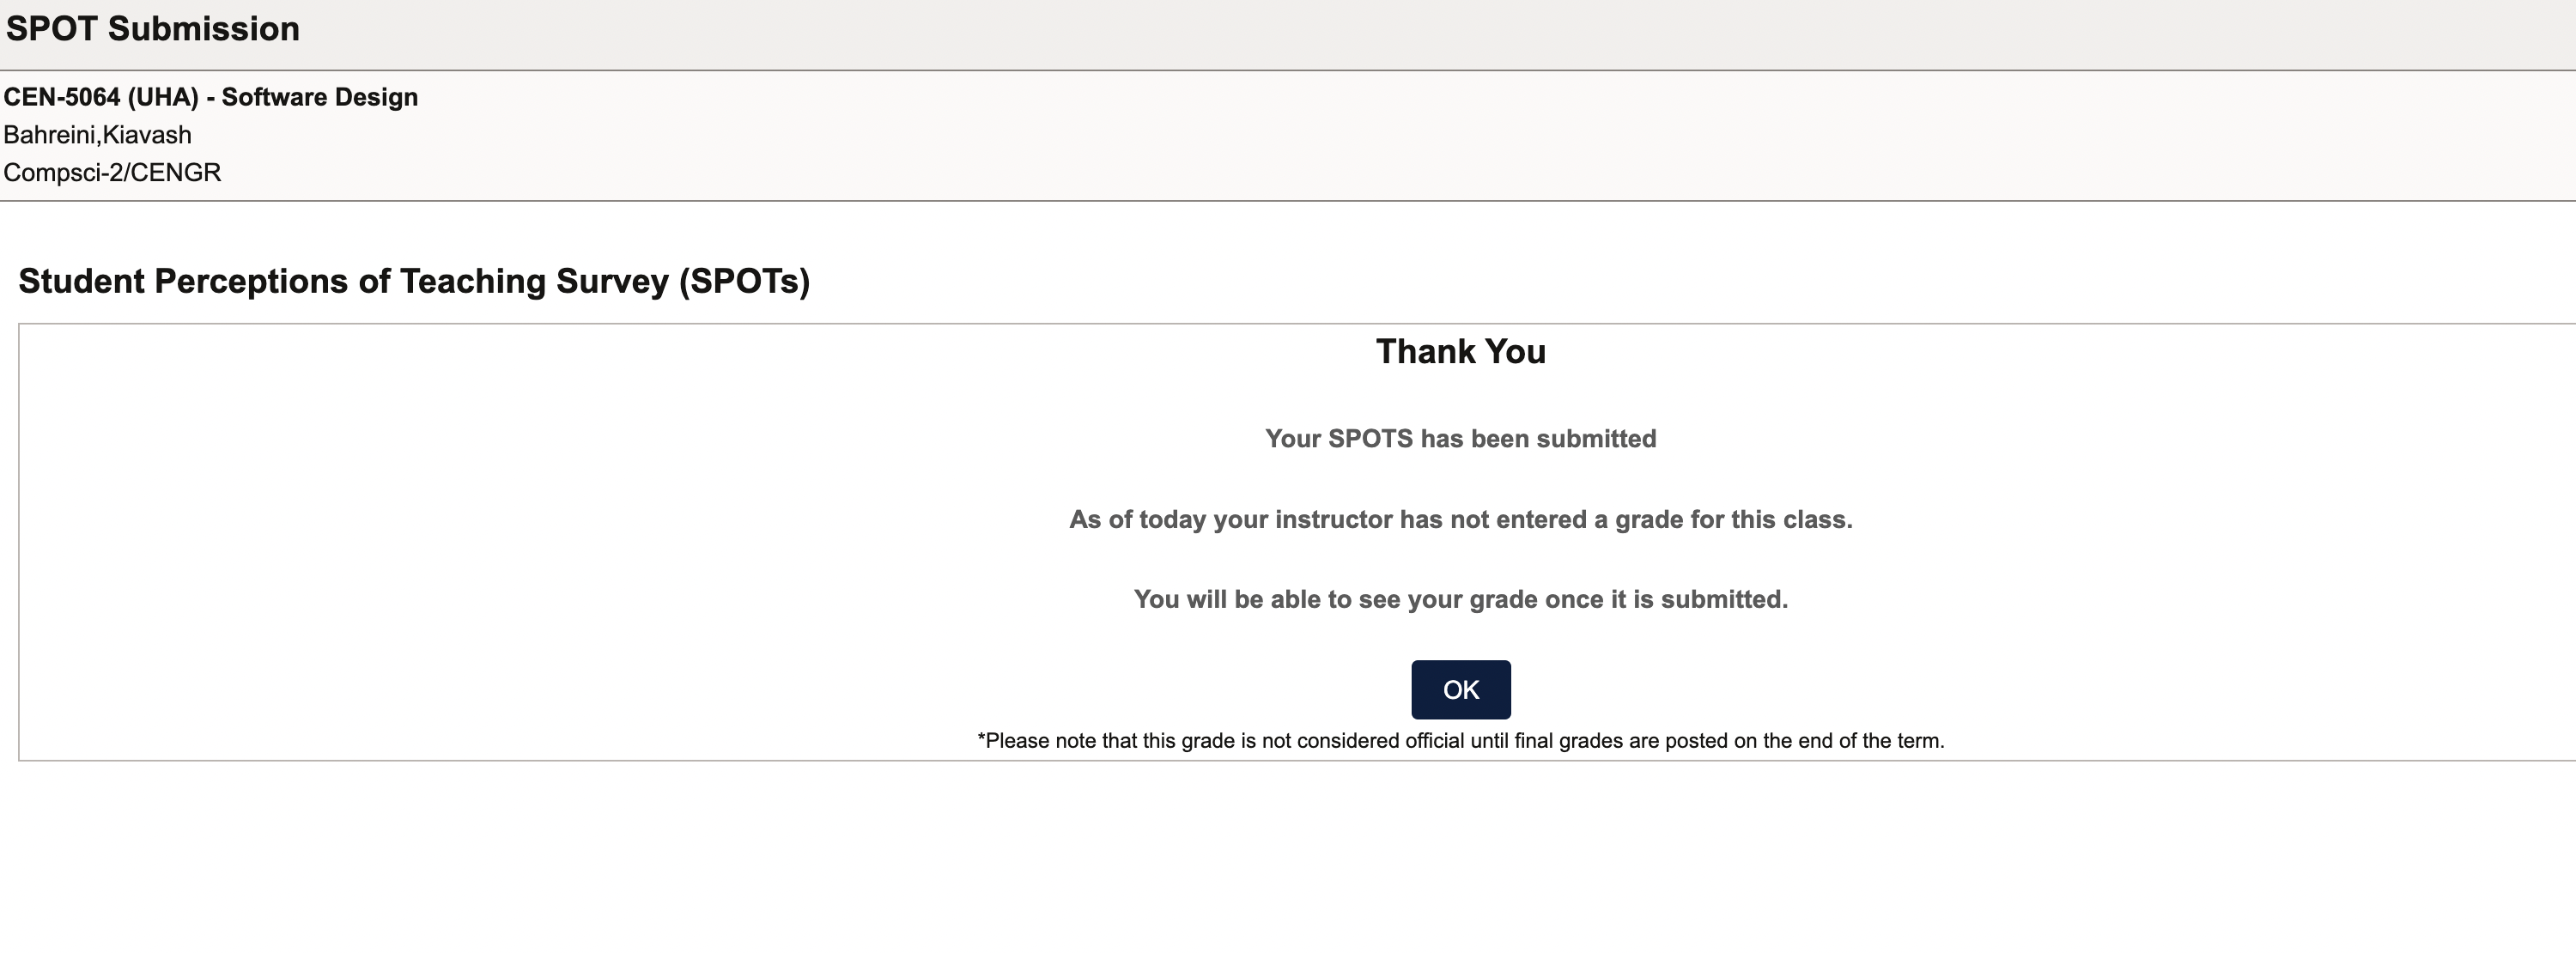 SPOT Submission
CEN-5064 (UHA) - Software Design
Bahreini,Kiavash
Compsci-2/CENGR
Student Perceptions of Teaching Survey (SPOTs)
Thank You
Your SPOTS has been submitted
As of today your instructor has not entered a grade for this class.
You will be able to see your grade once it is submitted.
OK
*Please note that this grade is not considered official until final grades are posted on the end of the term.